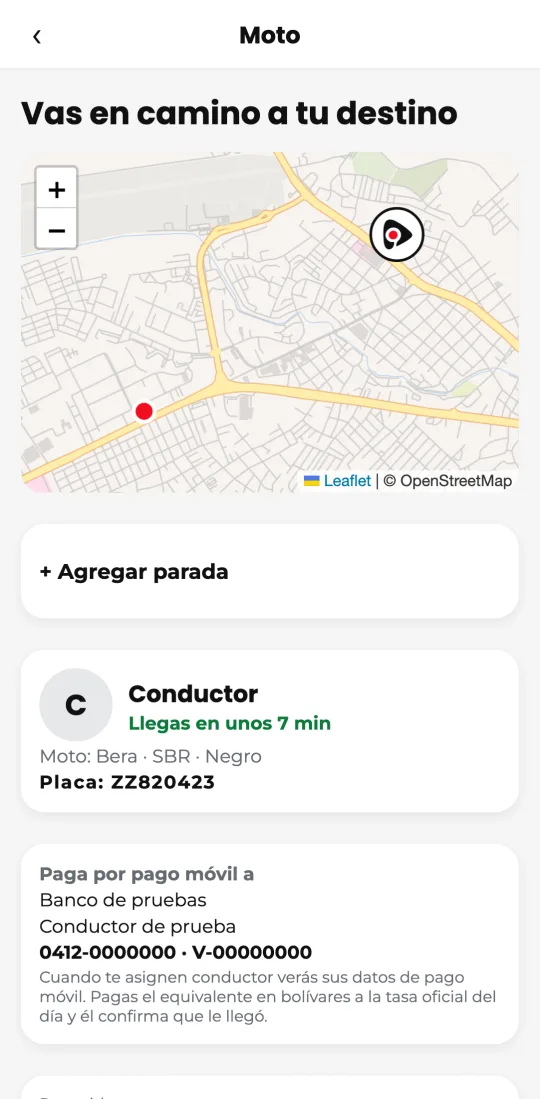 ‹
Moto
Vas en camino a tu destino
+
−
Leaflet | © OpenStreetMap
+ Agregar parada
C
Conductor
Llegas en unos 7 min
Moto: Bera · SBR · Negro
Placa: ZZ820423
Paga por pago móvil a
Banco de pruebas
Conductor de prueba
0412-0000000 · V-00000000
Cuando te asignen conductor verás sus datos de pago
móvil. Pagas el equivalente en bolívares a la tasa oficial del
día y él confirma que le llegó.